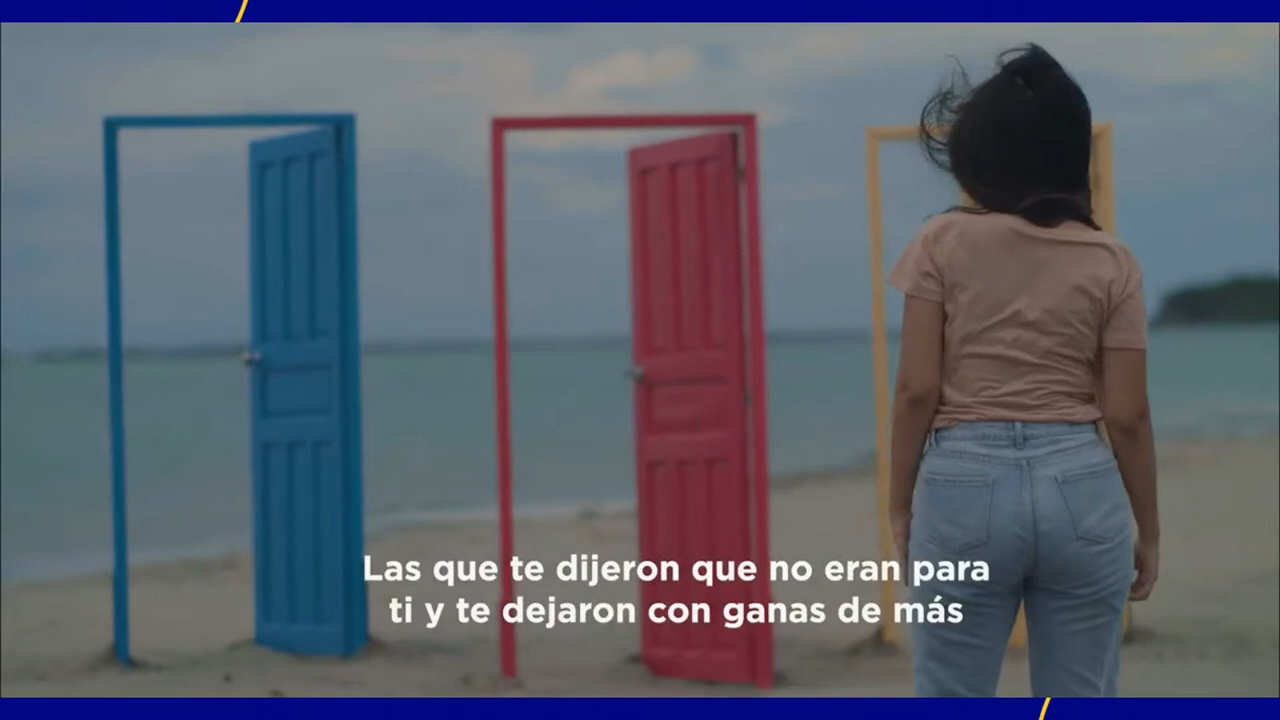 Las que te dijeron que no eran para
ti y te dejaron con ganas de más